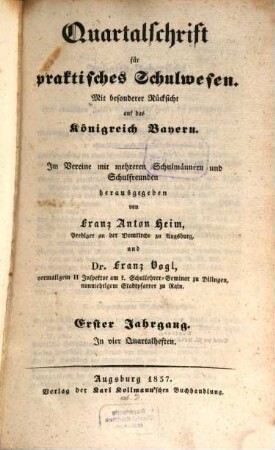 Quartalschrift
für
praktisches Schulwesen.
Mit besonderer Rücksicht
auf das
Königreich Bayern.
Im Vereine mit mehreren Schulmännern und
Schulfreunden
herausgegeben
von
Franz Anton Heim,
Prediger an der Domkirche zu Augsburg,
und
Dr. Franz Vogl,
vormaligem II Inspektor am k. Schullehrer-Seminar zu Dilingen,
nunmehrigem Stadtpfarrer zu Rain.
Erster Jahrgang.
In vier Quartalheften.
Augsburg 1837.
Verlag der Karl Kollmann'schen Buchhandlung.